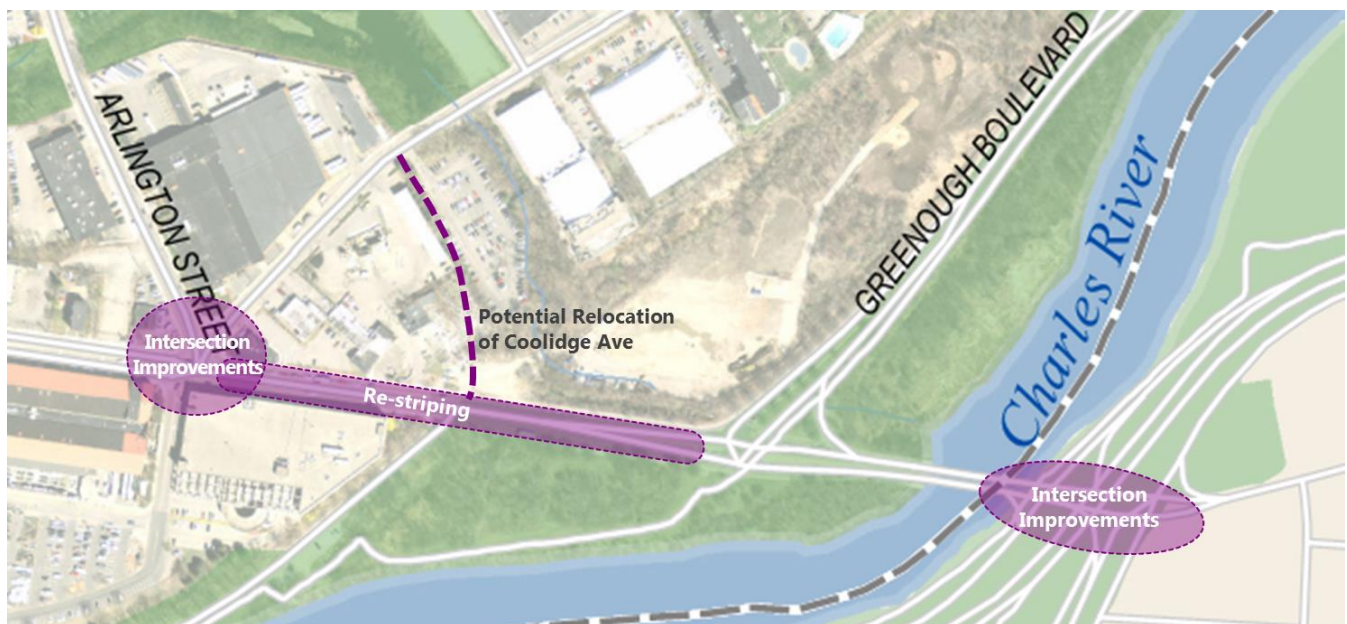 ARLINGTON STREET
GREENOUGH BOULEVARD
Charles River
Potential Relocation
of Coolidge Ave
Intersection
Improvements
Re-striping
Intersection
Improvements